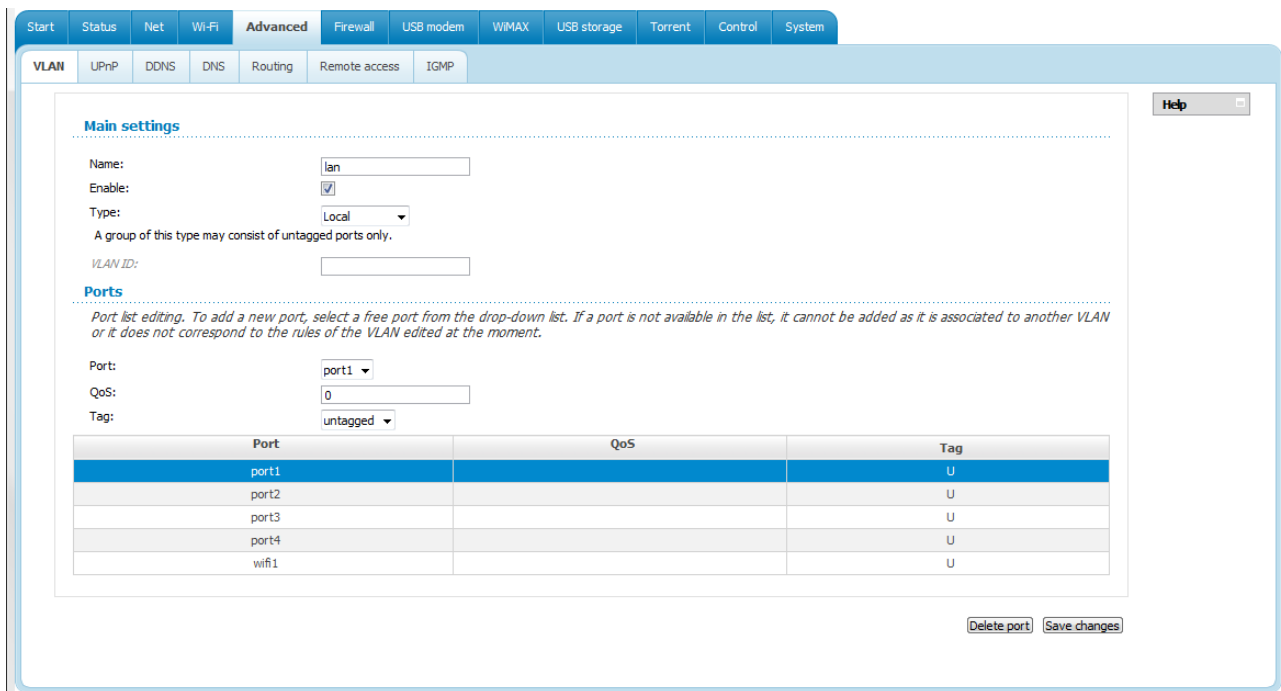 Start Status Net Wi-Fi Advanced Firewall USB modem WiMAX USB storage Torrent Control System
VLAN UPnP DDNS DNS Routing Remote access IGMP
Help
Main settings
Name: lan
Enable:
Type: Local
A group of this type may consist of untagged ports only.
VLAN ID:
Ports
Port list editing. To add a new port, select a free port from the drop-down list. If a port is not available in the list, it cannot be added as it is associated to another VLAN
or it does not correspond to the rules of the VLAN edited at the moment.
Port: port1
QoS: 0
Tag: untagged
Port QoS Tag
port1 U
port2 U
port3 U
port4 U
wifi1 U
Delete port Save changes